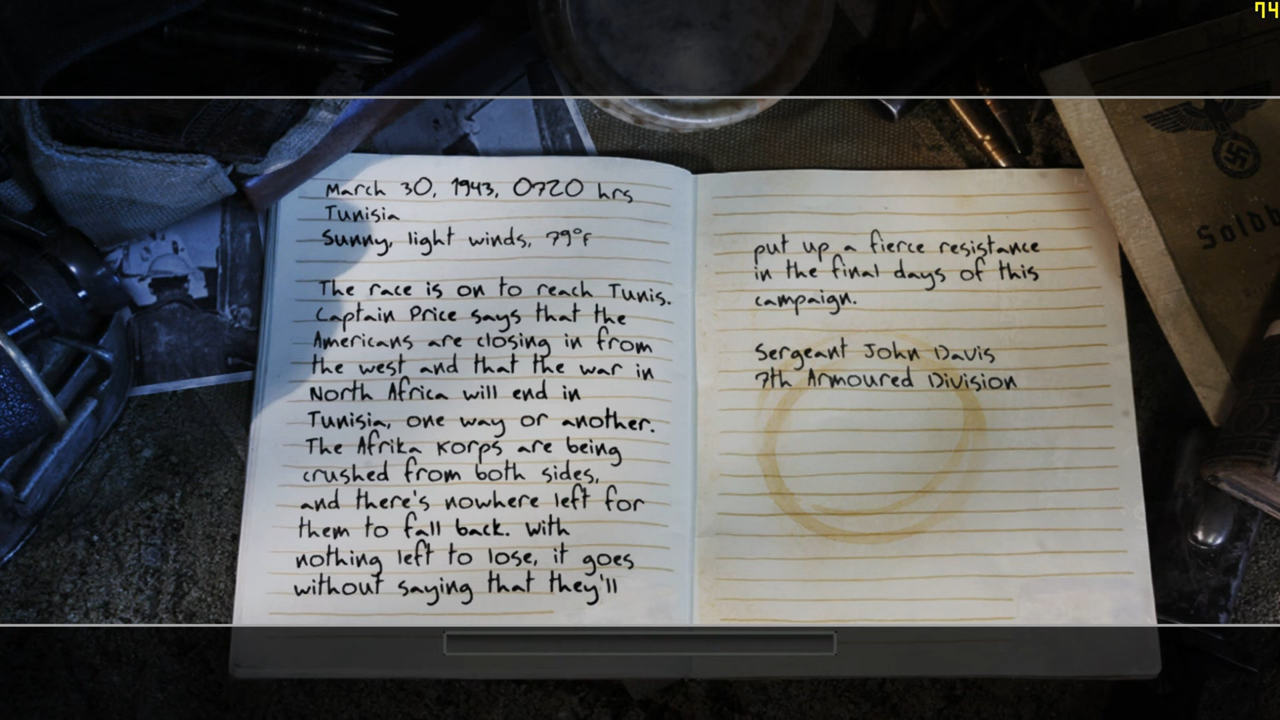 74
March 30, 1943, 0720 hrs
Tunisia
Sunny, light winds, 79°F
The race is on to reach Tunis.
Captain Price says that the
Americans are closing in from
the west and that the war in
North Africa will end in
Tunisia, one way or another.
The Afrika Korps are being
crushed from both sides,
and there's nowhere left for
them to fall back. With
nothing left to lose, it goes
without saying that they'll
put up a fierce resistance
in the final days of this
campaign.
Sergeant John Davis
7th Armoured Division